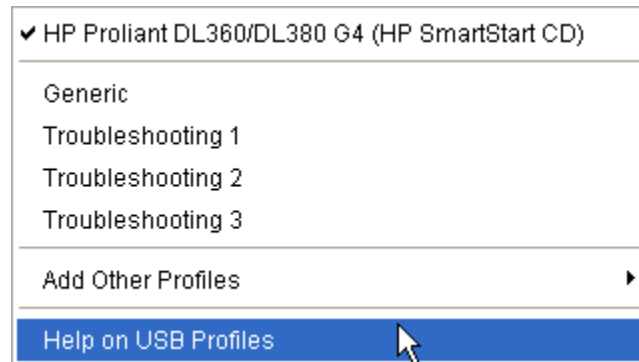 HP Proliant DL360/DL380 G4 (HP SmartStart CD)
Generic
Troubleshooting 1
Troubleshooting 2
Troubleshooting 3
Add Other Profiles
Help on USB Profiles